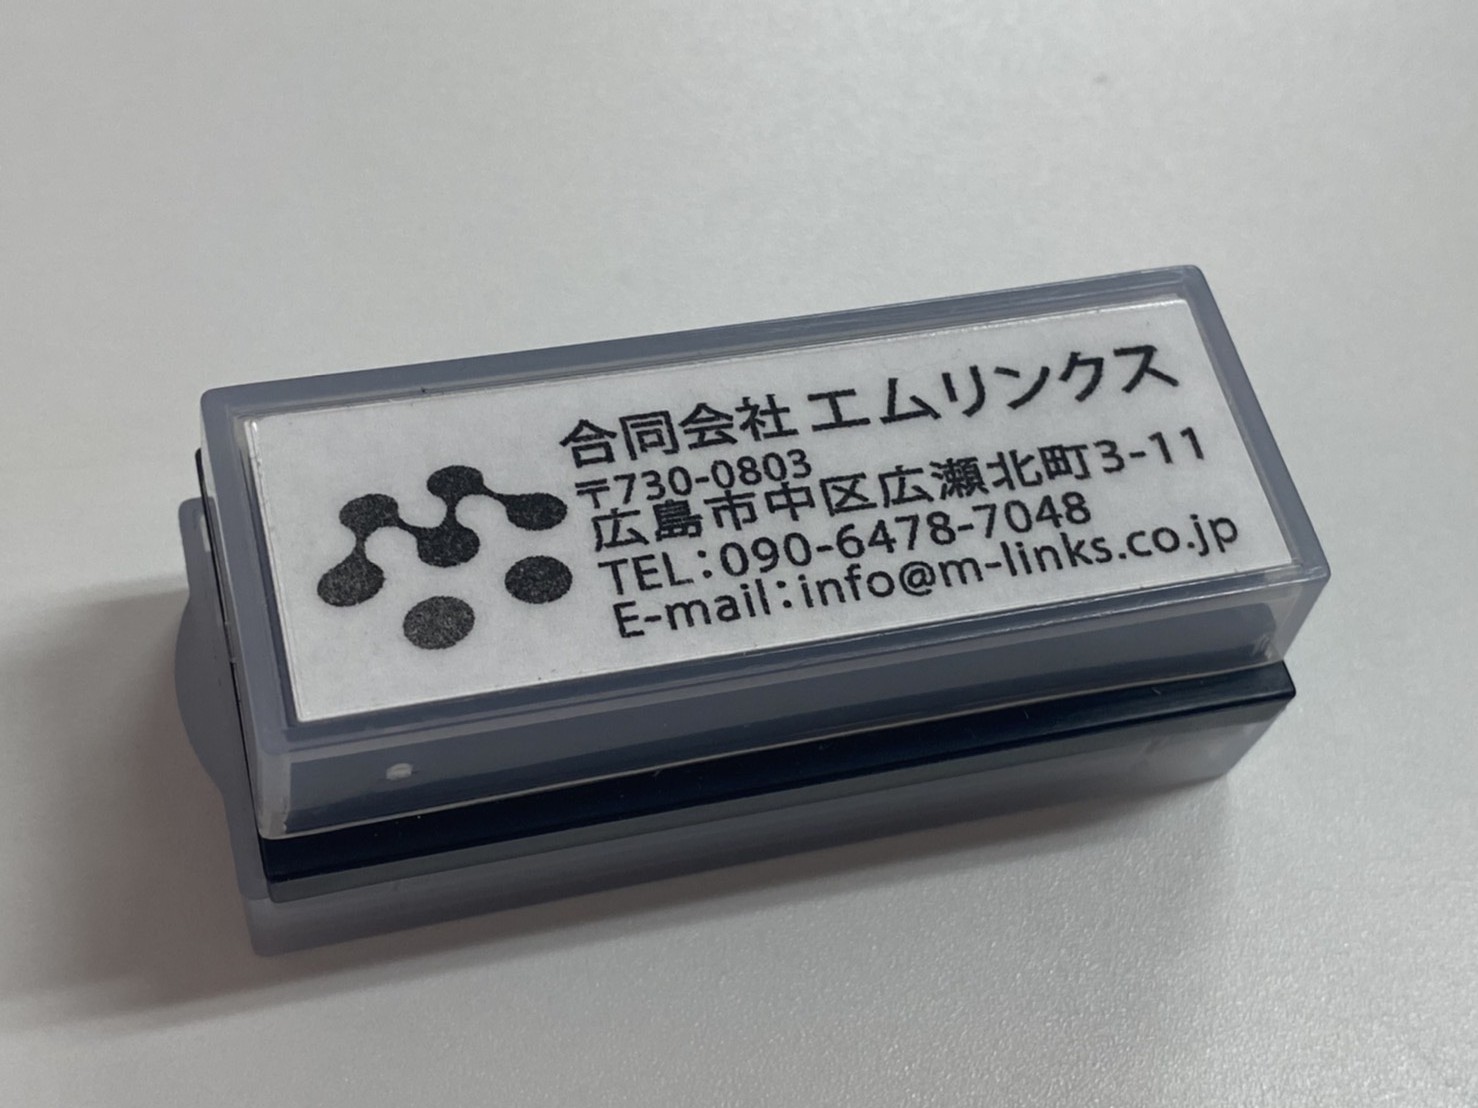 合同会社 エムリンクス
〒730-0803
広島市中区広瀬北町3-11
TEL：090-6478-7048
E-mail：info@m-links.co.jp